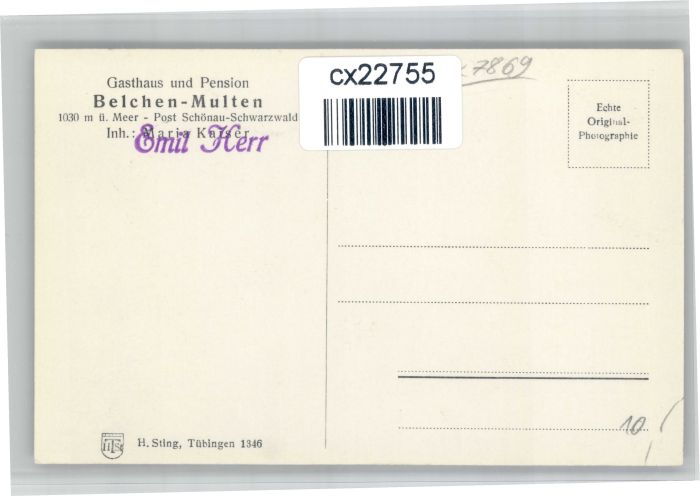 Gasthaus und Pension
Belchen-Multen
1030 m ü. Meer - Post Schönau-Schwarzwald
Inh.: Maria Kaiser
Emil Herr
cx22755
7869
Echte
Original-
Photographie
10,
HSt
H. Sting, Tübingen 1346